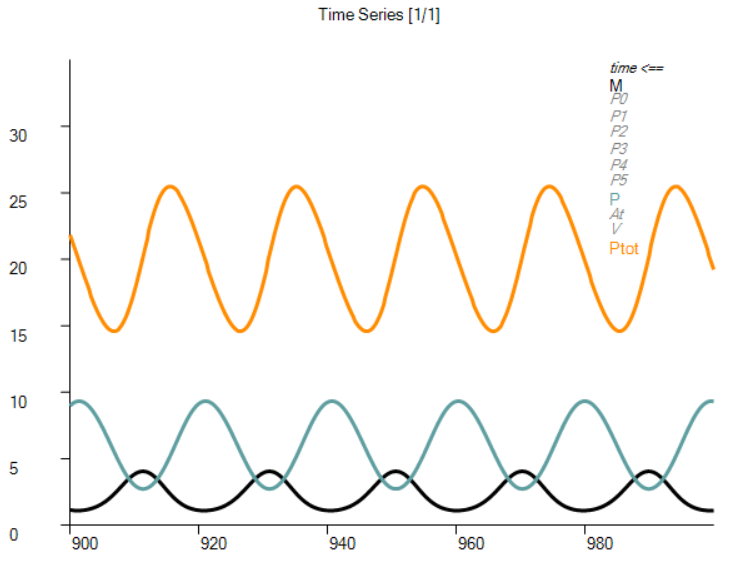 Time Series [1/1]
time <==
M
P0
P1
P2
P3
P4
P5
P
At
V
Ptot
30
25
20
15
10
5
0
900 920 940 960 980